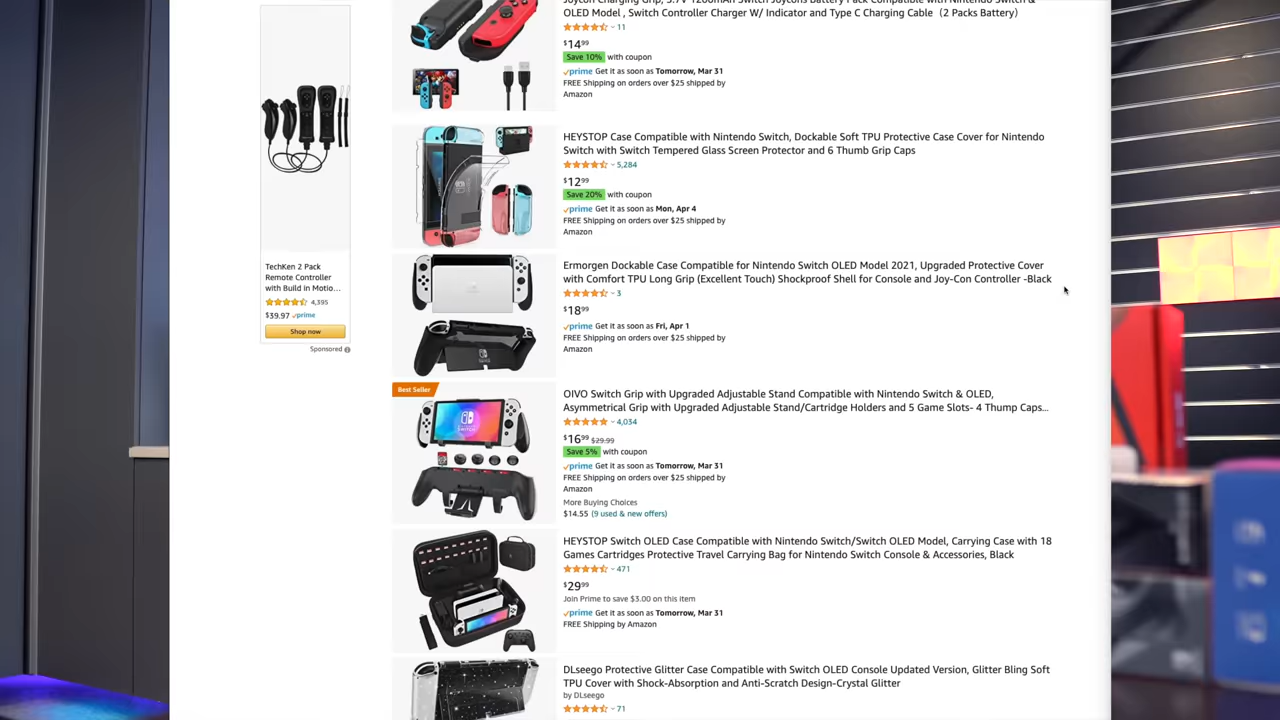 Joycon Charging Grip, 3.7V 1200mAh Switch Joycons Battery Pack Compatible with Nintendo Switch &
OLED Model , Switch Controller Charger W/ Indicator and Type C Charging Cable（2 Packs Battery）
~ 11
$14.99
Save 10% with coupon
prime Get it as soon as Tomorrow, Mar 31
FREE Shipping on orders over $25 shipped by
Amazon
HEYSTOP Case Compatible with Nintendo Switch, Dockable Soft TPU Protective Case Cover for Nintendo
Switch with Switch Tempered Glass Screen Protector and 6 Thumb Grip Caps
~ 5,284
$12.99
Save 20% with coupon
prime Get it as soon as Mon, Apr 4
FREE Shipping on orders over $25 shipped by
Amazon
TechKen 2 Pack
Remote Controller
with Build in Motio...
4,395
$39.97 prime
Shop now
Sponsored
Ermorgen Dockable Case Compatible for Nintendo Switch OLED Model 2021, Upgraded Protective Cover
with Comfort TPU Long Grip (Excellent Touch) Shockproof Shell for Console and Joy-Con Controller -Black
~ 3
$18.99
prime Get it as soon as Fri, Apr 1
FREE Shipping on orders over $25 shipped by
Amazon
Best Seller
OIVO Switch Grip with Upgraded Adjustable Stand Compatible with Nintendo Switch & OLED,
Asymmetrical Grip with Upgraded Adjustable Stand/Cartridge Holders and 5 Game Slots- 4 Thump Caps...
~ 4,034
$16.99 $29.99
Save 5% with coupon
prime Get it as soon as Tomorrow, Mar 31
FREE Shipping on orders over $25 shipped by
Amazon
More Buying Choices
$14.55 (9 used & new offers)
HEYSTOP Switch OLED Case Compatible with Nintendo Switch/Switch OLED Model, Carrying Case with 18
Games Cartridges Protective Travel Carrying Bag for Nintendo Switch Console & Accessories, Black
~ 471
$29.99
Join Prime to save $3.00 on this item
prime Get it as soon as Tomorrow, Mar 31
FREE Shipping by Amazon
DLseego Protective Glitter Case Compatible with Switch OLED Console Updated Version, Glitter Bling Soft
TPU Cover with Shock-Absorption and Anti-Scratch Design-Crystal Glitter
by DLseego
~ 71